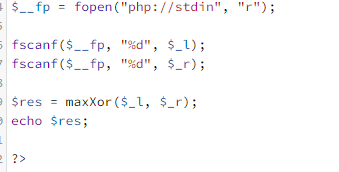 $__fp = fopen("php://stdin", "r");
fscanf($__fp, "%d", $_l);
fscanf($__fp, "%d", $_r);
$res = maxXor($_l, $_r);
echo $res;
?>